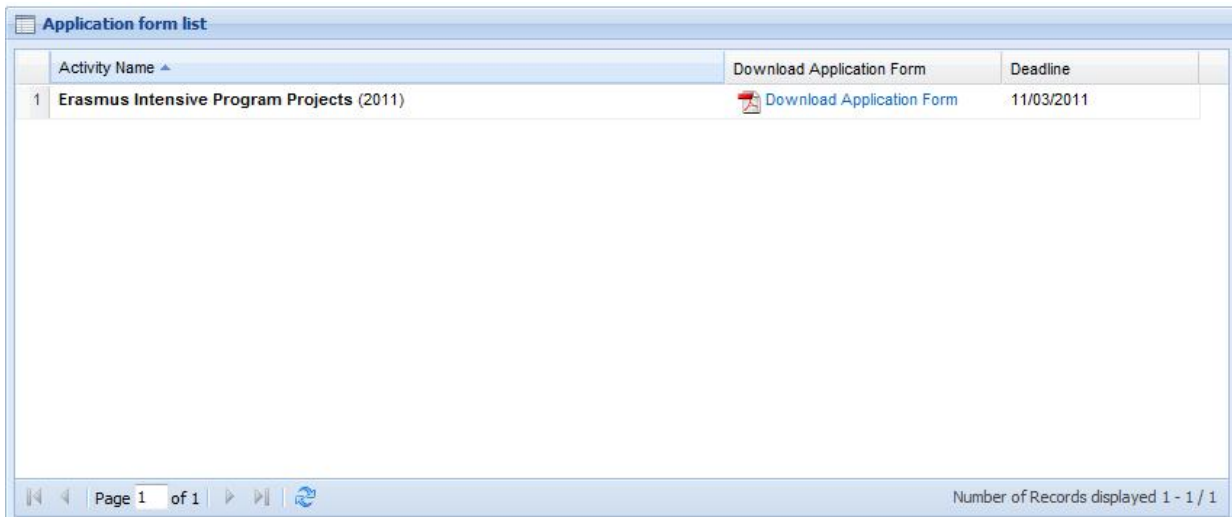 Application form list
Activity Name Download Application Form Deadline
1 Erasmus Intensive Program Projects (2011) Download Application Form 11/03/2011
Page 1 of 1 Number of Records displayed 1 - 1 / 1